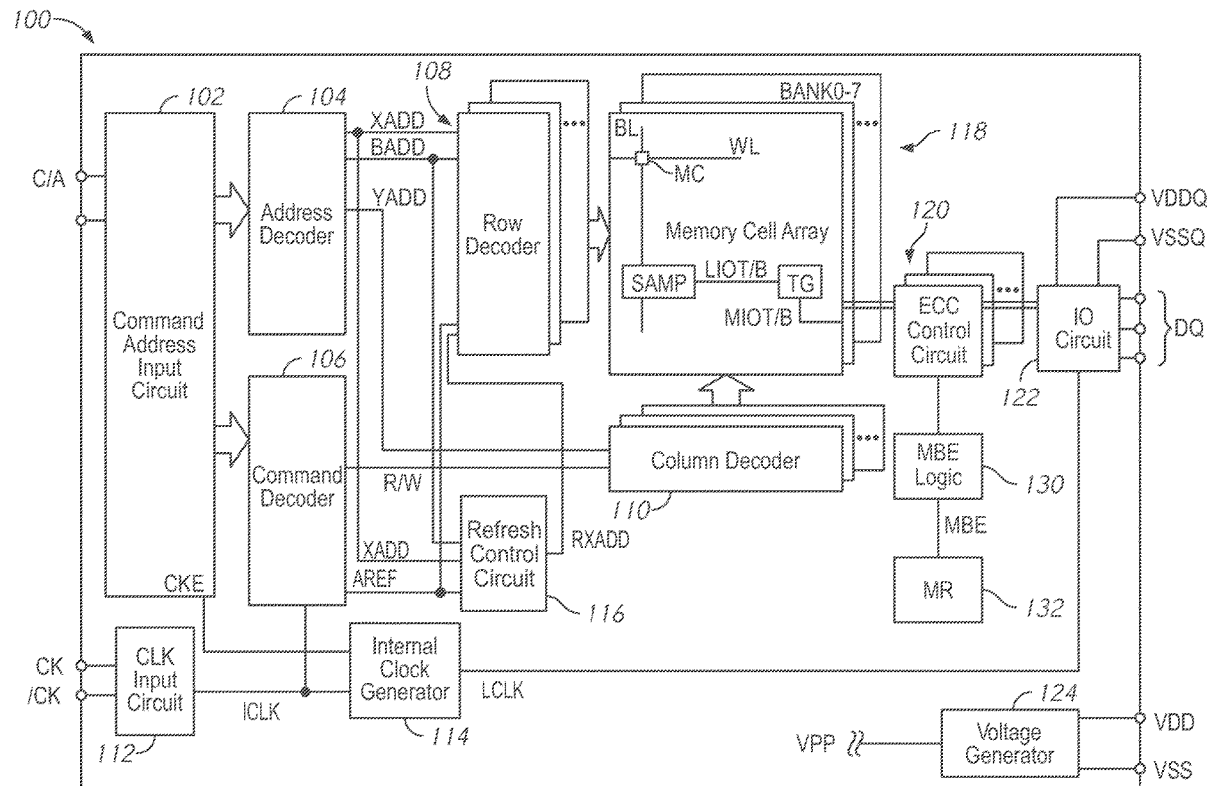 100
102
104
108
BANK0-7
118
XADD
BADD
YADD
BL
WL
MC
C/A
Address
Decoder
Row
Decoder
Memory Cell Array
120
VDDQ
VSSQ
SAMP
LIOT/B
TG
MIOT/B
Command
Address
Input
Circuit
ECC
Control
Circuit
IO
Circuit
DQ
122
106
Command
Decoder
R/W
Column Decoder
110
MBE
Logic
130
MBE
MR
132
XADD
AREF
Refresh
Control
Circuit
RXADD
116
CKE
CK
/CK
CLK
Input
Circuit
112
ICLK
Internal
Clock
Generator
114
LCLK
VPP
124
Voltage
Generator
VDD
VSS